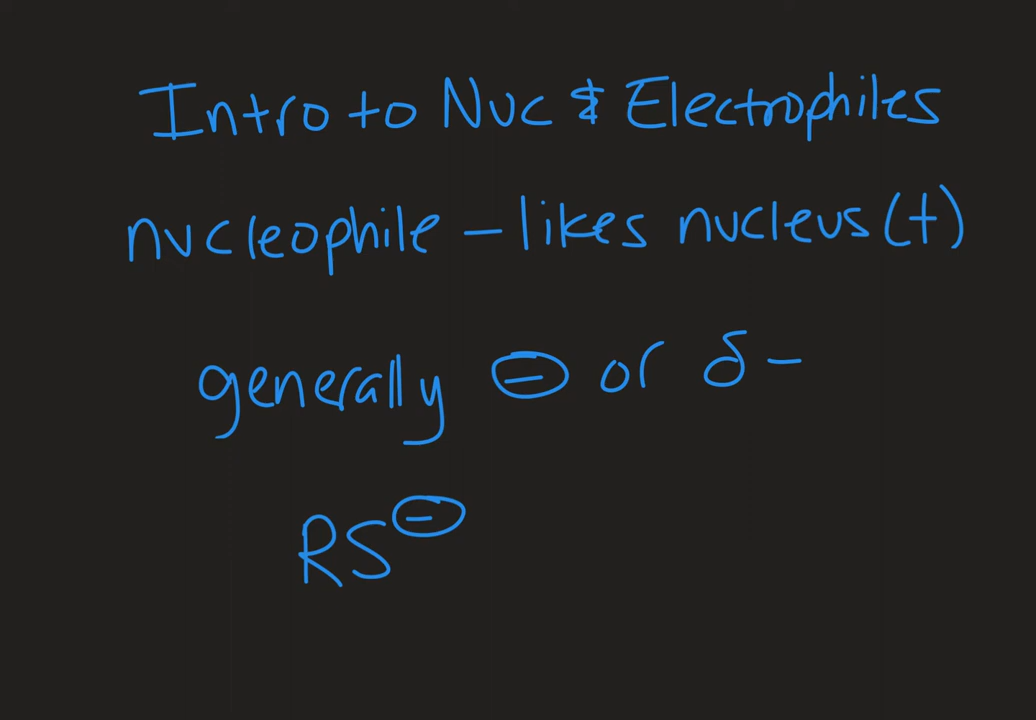 Intro to Nuc & Electrophiles
nucleophile – likes nucleus (+)
generally ⊖ or δ –
RS⊖